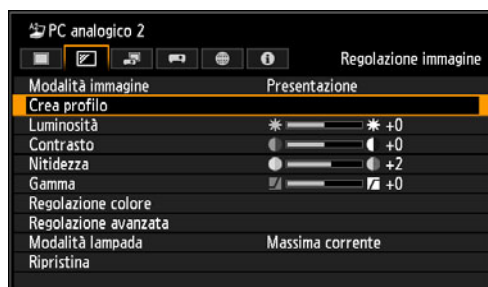 PC analogico 2
Regolazione immagine
Modalità immagine Presentazione
Crea profilo
Luminosità +0
Contrasto +0
Nitidezza +2
Gamma +0
Regolazione colore
Regolazione avanzata
Modalità lampada Massima corrente
Ripristina